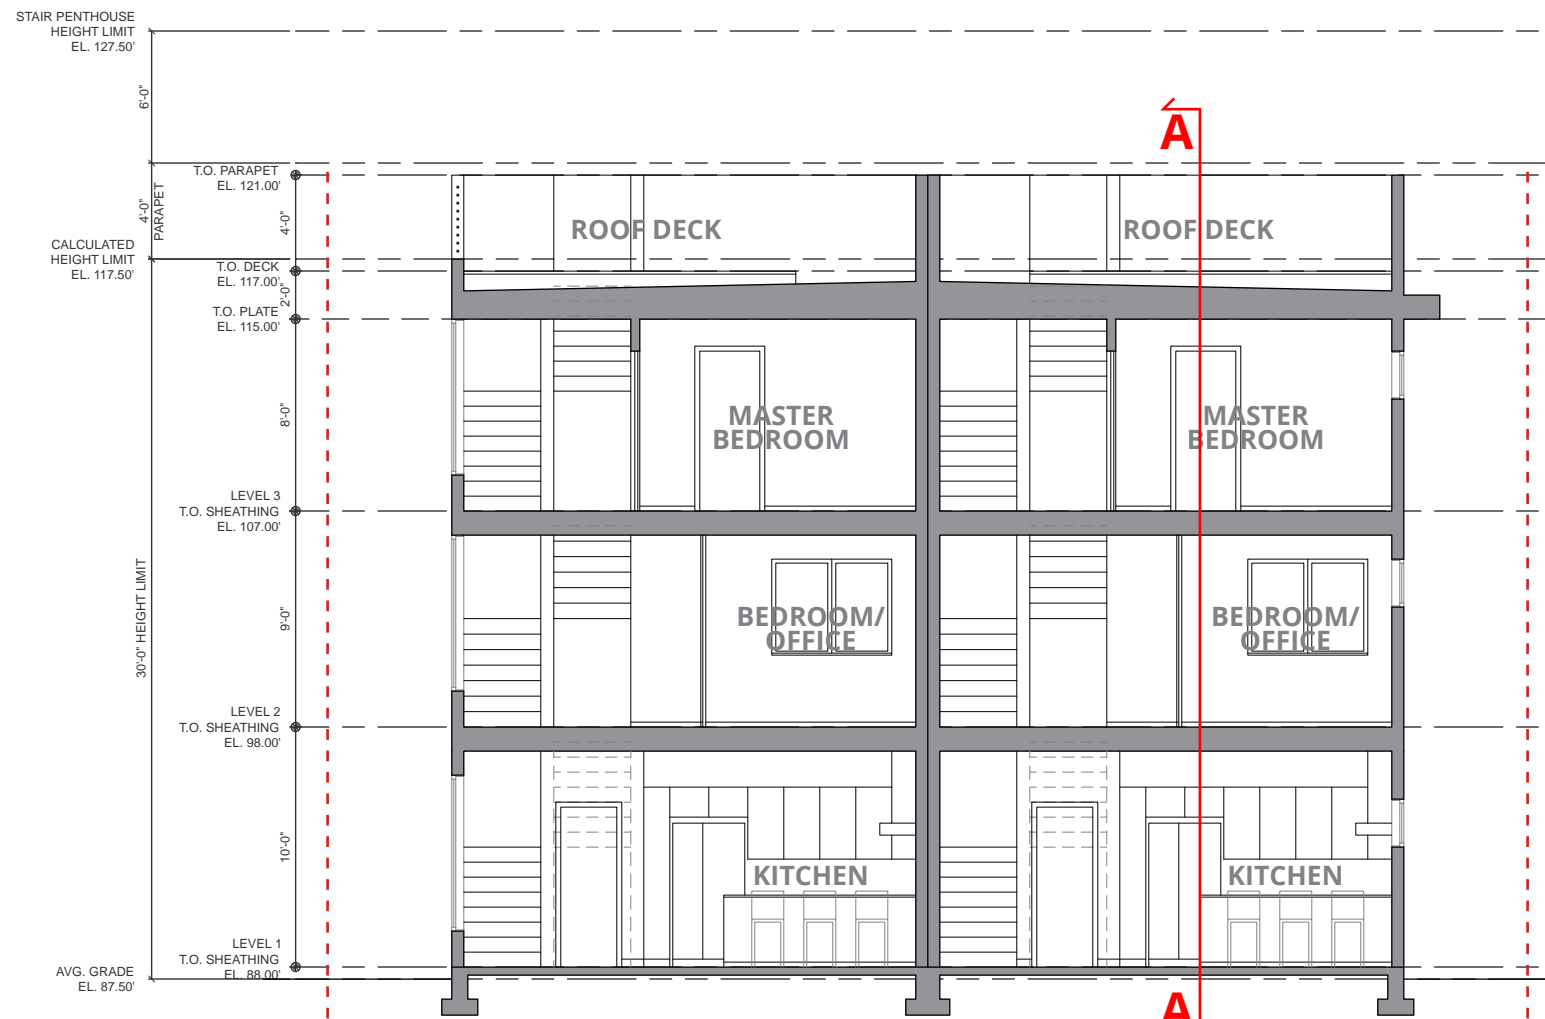 STAIR PENTHOUSE
HEIGHT LIMIT
EL. 127.50'
6'-0"
A
T.O. PARAPET
EL. 121.00'
4'-0"
PARAPET
4'-0"
ROOF DECK
ROOF DECK
CALCULATED
HEIGHT LIMIT
EL. 117.50'
T.O. DECK
EL. 117.00'
2'-0"
T.O. PLATE
EL. 115.00'
8'-0"
MASTER
BEDROOM
MASTER
BEDROOM
LEVEL 3
T.O. SHEATHING
EL. 107.00'
30'-0" HEIGHT LIMIT
9'-0"
BEDROOM/
OFFICE
BEDROOM/
OFFICE
LEVEL 2
T.O. SHEATHING
EL. 98.00'
10'-0"
KITCHEN
KITCHEN
LEVEL 1
T.O. SHEATHING
EL. 88.00'
AVG. GRADE
EL. 87.50'
A